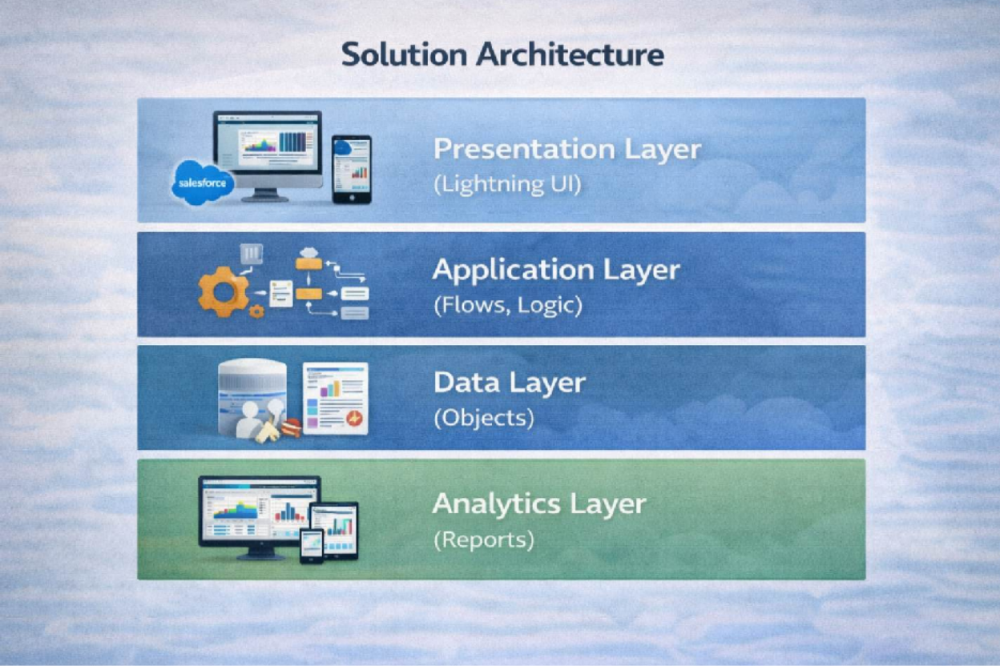 Solution Architecture
salesforce
Presentation Layer
(Lightning UI)
Application Layer
(Flows, Logic)
Data Layer
(Objects)
Analytics Layer
(Reports)